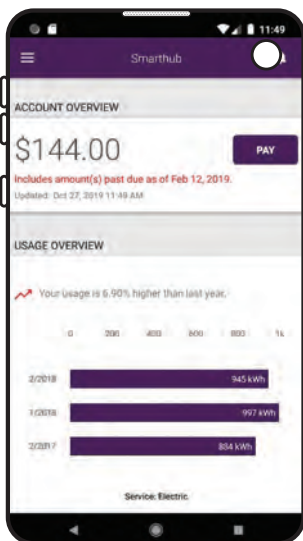 11:49
Smarthub
ACCOUNT OVERVIEW
$144.00
PAY
Includes amount(s) past due as of Feb 12, 2019.
Updated: Oct 27, 2019 11:49 AM
USAGE OVERVIEW
Your usage is 6.90% higher than last year.
0 200 400 600 800 1k
2/2018 945 kWh
1/2018 997 kWh
2/2017 884 kWh
Service: Electric